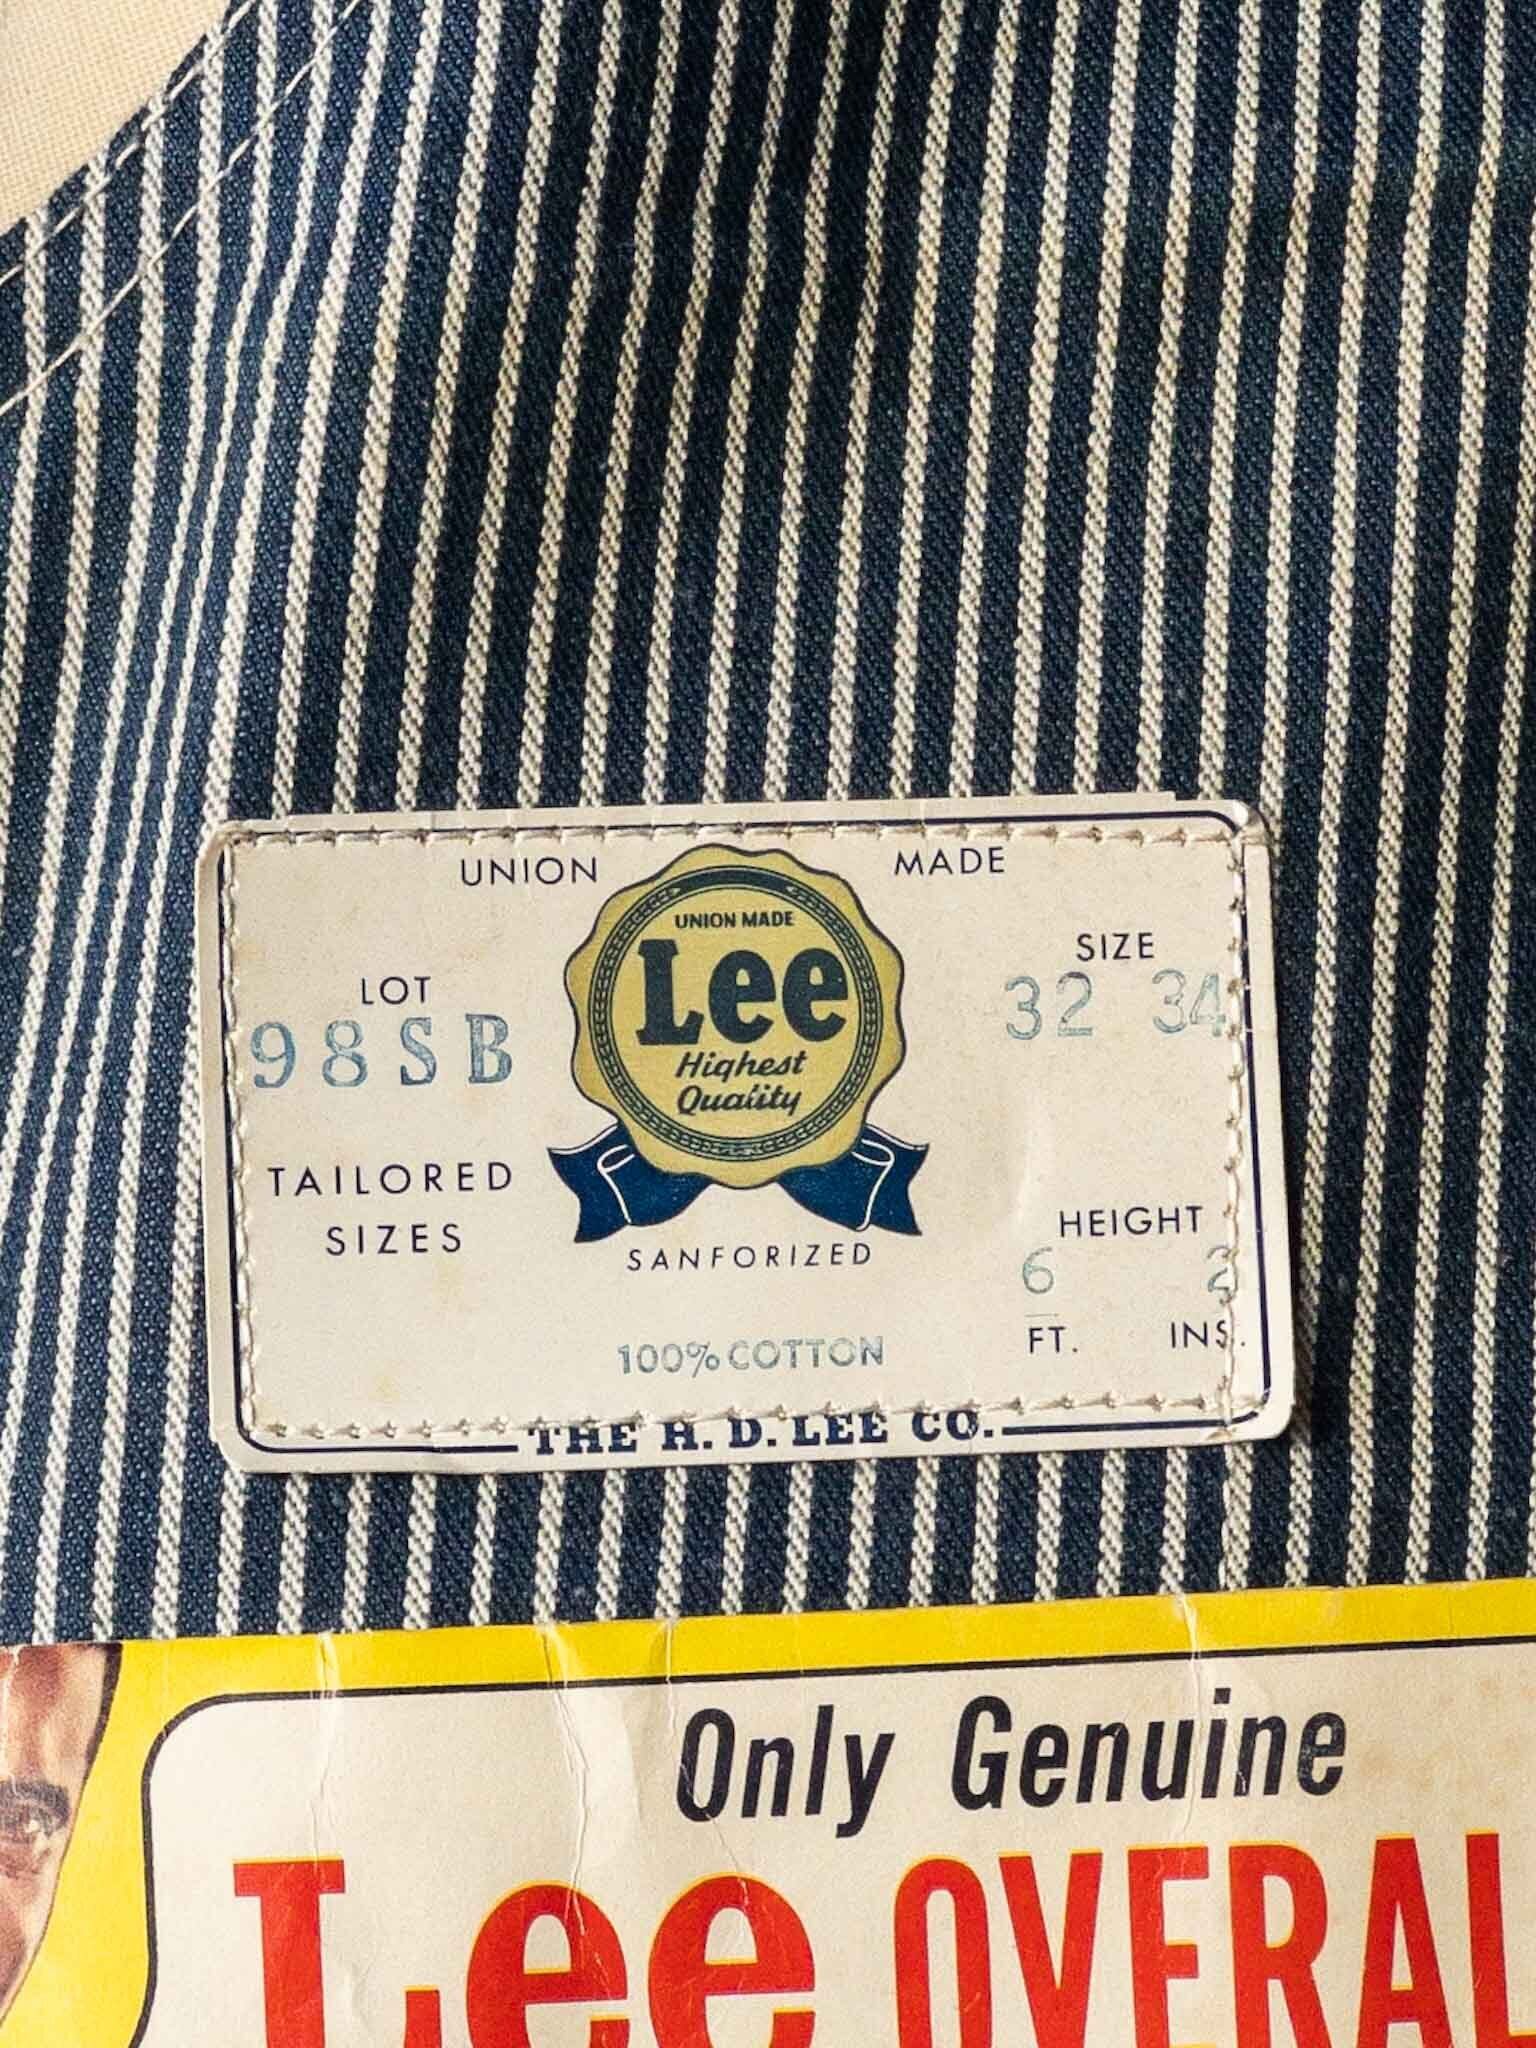 UNION MADE
UNION MADE
Lee
Highest
Quality
LOT
98SB
TAILORED
SIZES
SIZE
32 34
HEIGHT
6 2
FT. INS.
SANFORIZED
100% COTTON
THE H. D. LEE CO.
Only Genuine
Lee OVERAL